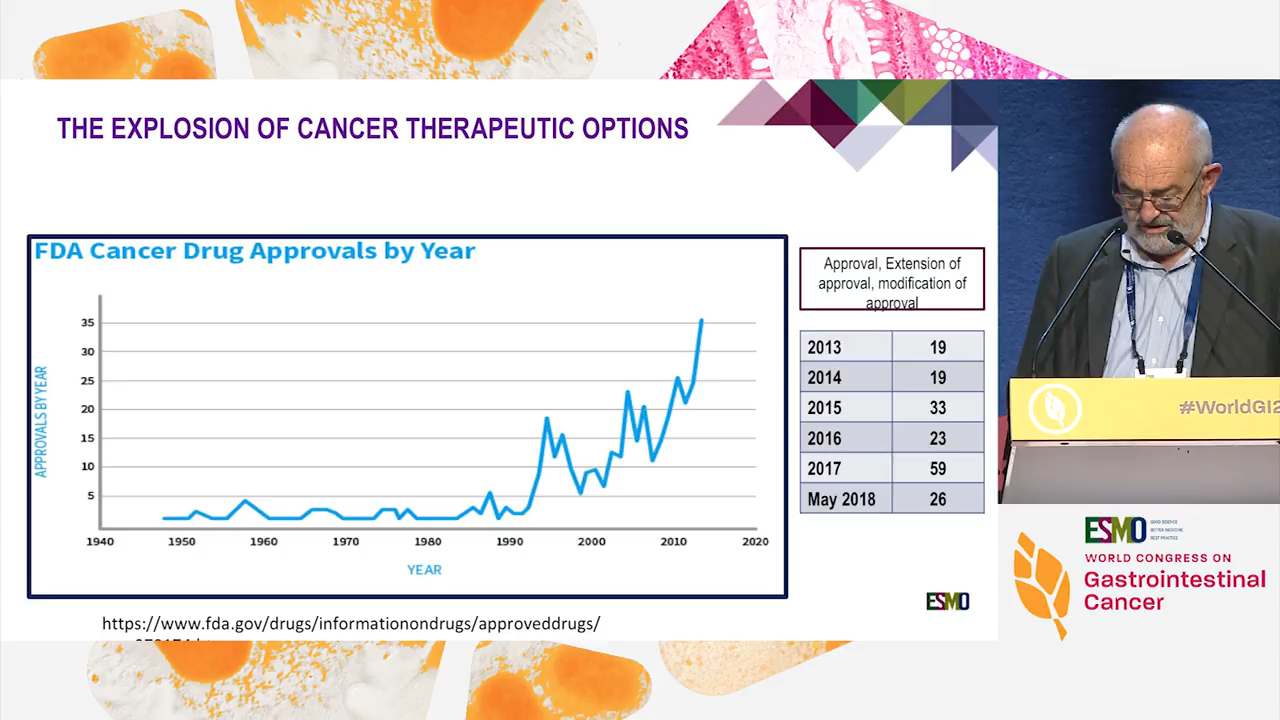 THE EXPLOSION OF CANCER THERAPEUTIC OPTIONS
FDA Cancer Drug Approvals by Year
APPROVALS BY YEAR
35
30
25
20
15
10
5
1940 1950 1960 1970 1980 1990 2000 2010 2020
YEAR
Approval, Extension of
approval, modification of
approval
2013 19
2014 19
2015 33
2016 23
2017 59
May 2018 26
ESMO
https://www.fda.gov/drugs/informationondrugs/approveddrugs/
#WorldGI2
ESMO
GOOD SCIENCE
BETTER MEDICINE
BEST PRACTICE
WORLD CONGRESS ON
Gastrointestinal
Cancer